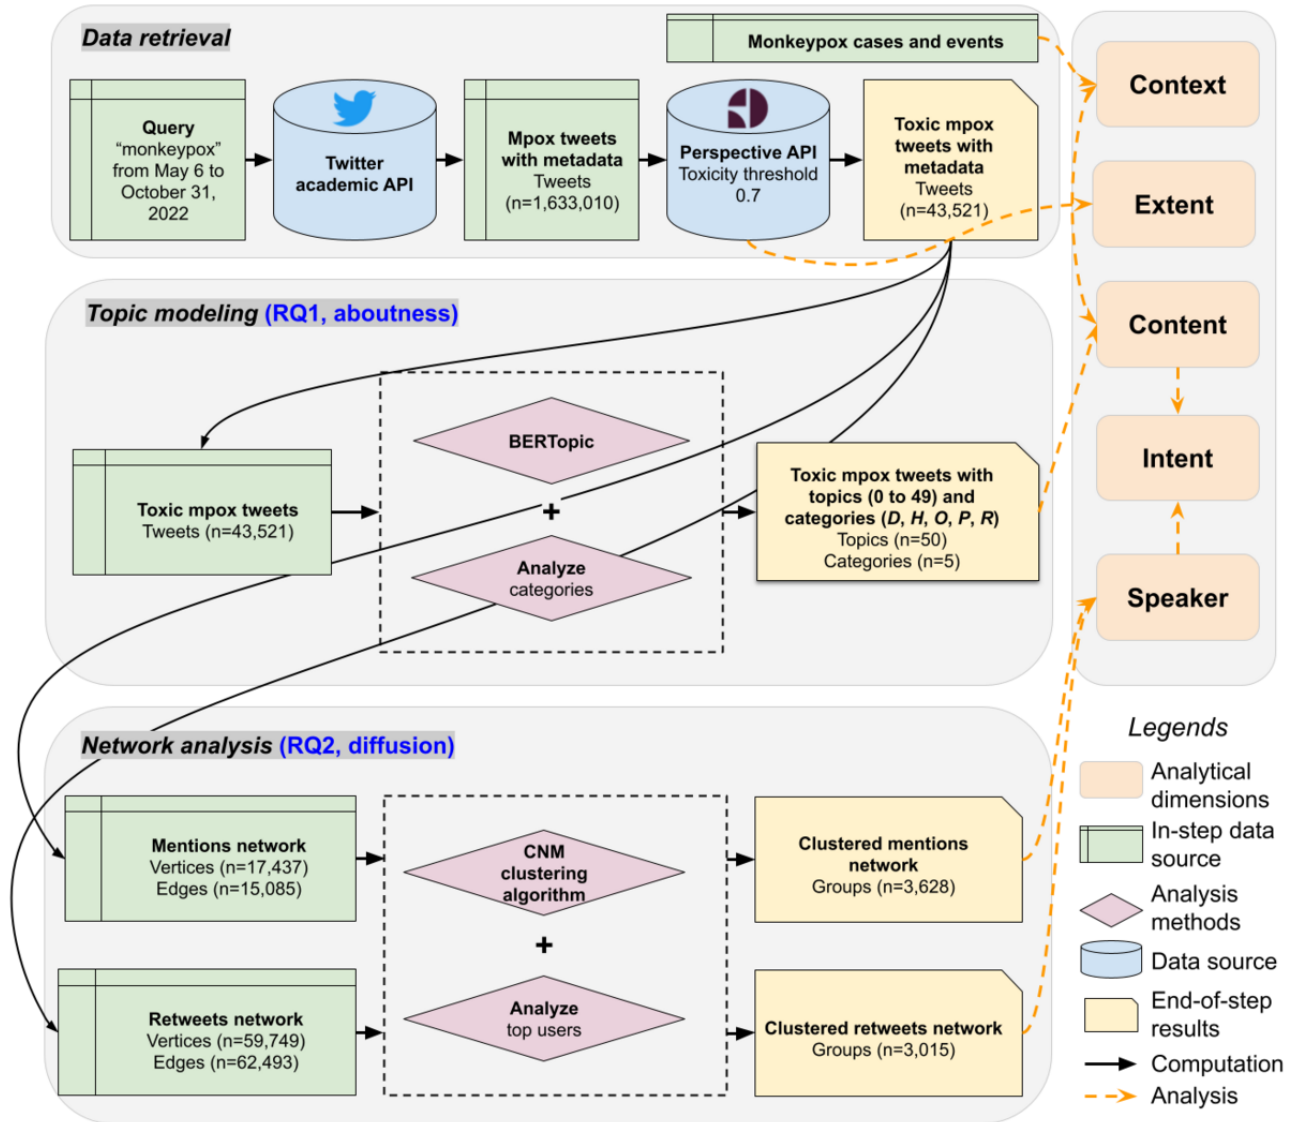 Data retrieval
Monkeypox cases and events
Query
“monkeypox”
from May 6 to
October 31,
2022
Twitter
academic API
Mpox tweets
with metadata
Tweets
(n=1,633,010)
Perspective API
Toxicity threshold
0.7
Toxic mpox
tweets with
metadata
Tweets
(n=43,521)
Context
Extent
Content
Intent
Speaker
Topic modeling (RQ1, aboutness)
Toxic mpox tweets
Tweets (n=43,521)
BERTopic
+
Analyze
categories
Toxic mpox tweets with
topics (0 to 49) and
categories (D, H, O, P, R)
Topics (n=50)
Categories (n=5)
Network analysis (RQ2, diffusion)
Mentions network
Vertices (n=17,437)
Edges (n=15,085)
Retweets network
Vertices (n=59,749)
Edges (n=62,493)
CNM
clustering
algorithm
+
Analyze
top users
Clustered mentions
network
Groups (n=3,628)
Clustered retweets network
Groups (n=3,015)
Legends
Analytical
dimensions
In-step data
source
Analysis
methods
Data source
End-of-step
results
Computation
Analysis